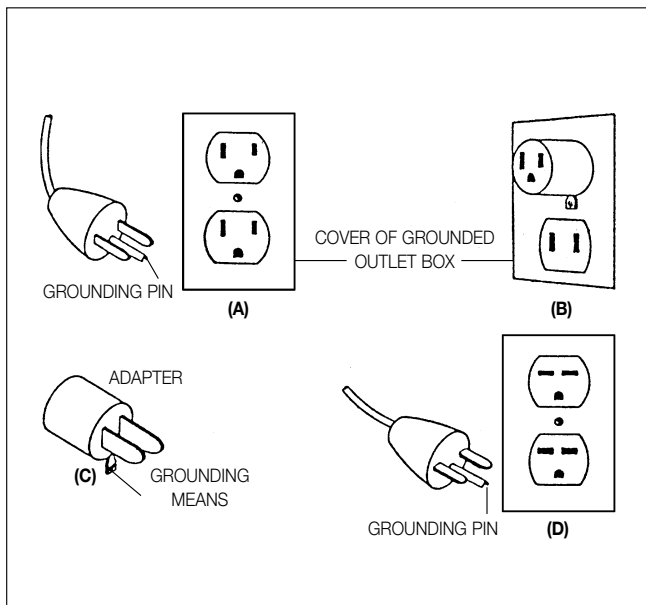 GROUNDING PIN
(A)
COVER OF GROUNDED
OUTLET BOX
(B)
ADAPTER
(C)
GROUNDING
MEANS
GROUNDING PIN
(D)